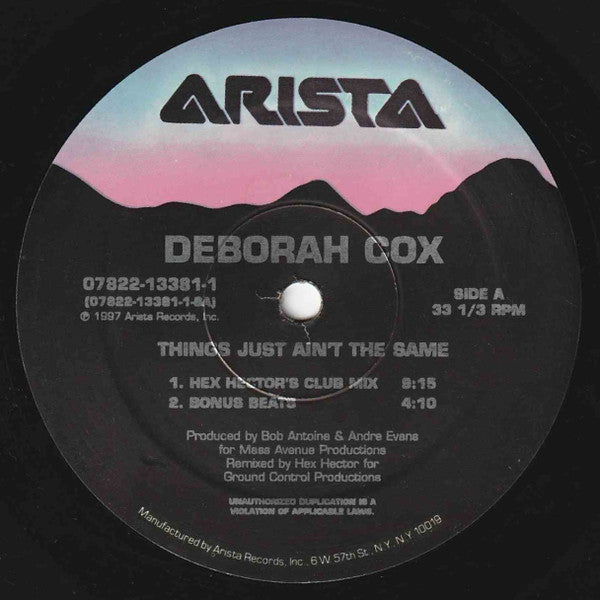 ARISTA
DEBORAH COX
07822-13381-1
(07822-13381-1-SA)
℗ 1997 Arista Records, Inc.
SIDE A
33 1/3 RPM
THINGS JUST AIN'T THE SAME
1. HEX HECTOR'S CLUB MIX 8:15
2. BONUS BEATS 4:10
Produced by Bob Antoine & Andre Evans
for Mass Avenue Productions
Remixed by Hex Hector for
Ground Control Productions
UNAUTHORIZED DUPLICATION IS A
VIOLATION OF APPLICABLE LAWS.
Manufactured by Arista Records, Inc., 6 W. 57th St., N.Y., N.Y. 10019